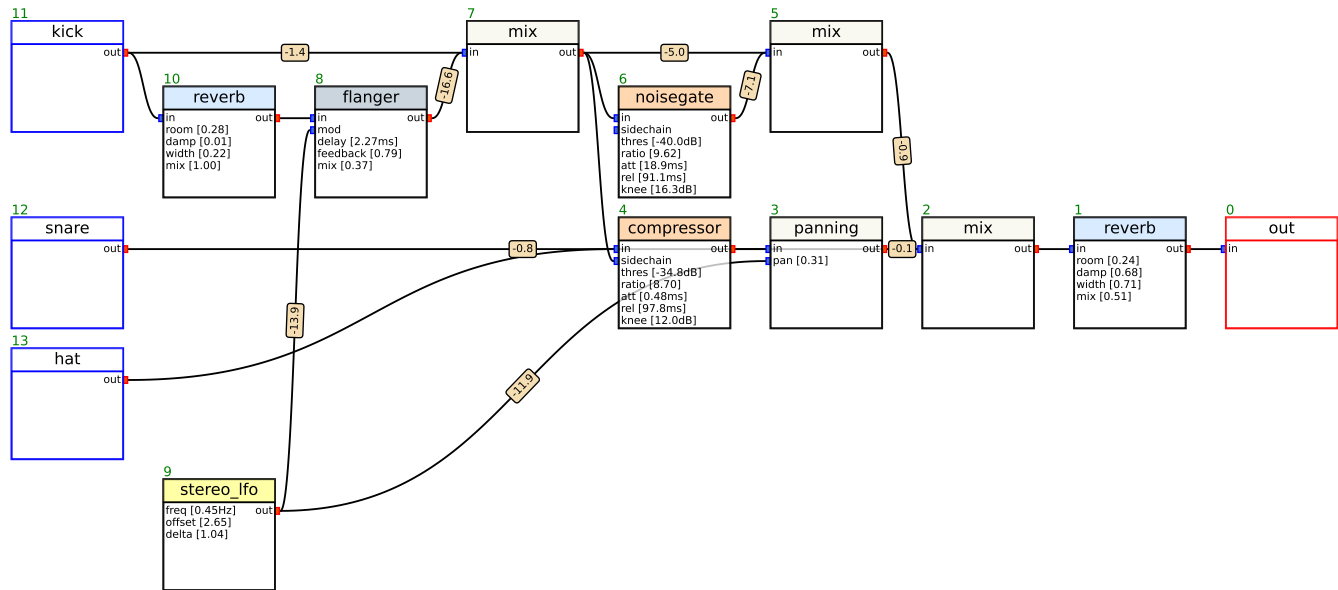 11
kick
out
-1.4
7
mix
in
out
-5.0
5
mix
in
out
10
reverb
in
out
room [0.28]
damp [0.01]
width [0.22]
mix [1.00]
8
flanger
in
out
mod
delay [2.27ms]
feedback [0.79]
mix [0.37]
-16.6
6
noisegate
in
out
sidechain
thres [-40.0dB]
ratio [9.62]
att [18.9ms]
rel [91.1ms]
knee [16.3dB]
-7.1
-0.9
12
snare
out
-0.8
4
compressor
in
out
sidechain
thres [-34.8dB]
ratio [8.70]
att [0.48ms]
rel [97.8ms]
knee [12.0dB]
3
panning
in
out
pan [0.31]
-0.1
2
mix
in
out
1
reverb
in
out
room [0.24]
damp [0.68]
width [0.71]
mix [0.51]
0
out
in
13
hat
out
-13.9
-11.9
9
stereo_lfo
freq [0.45Hz]
out
offset [2.65]
delta [1.04]